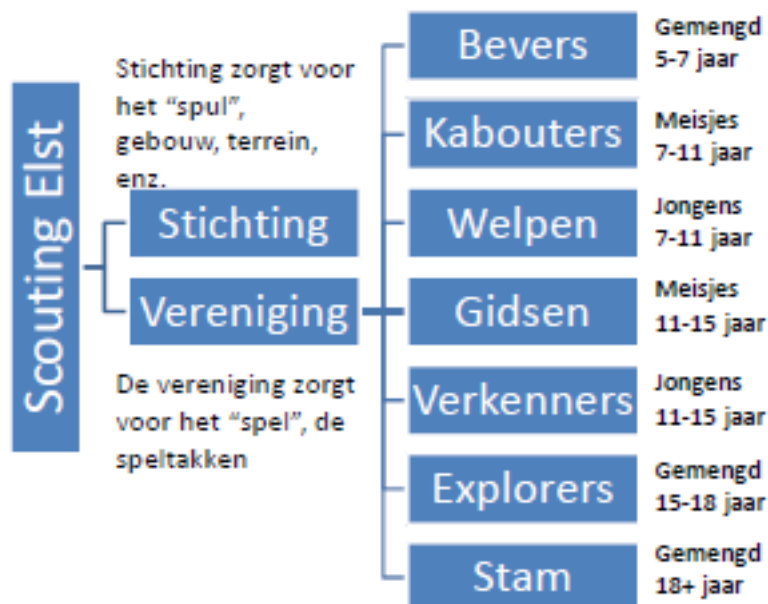 Scouting Elst
Stichting zorgt voor
het “spul”,
gebouw, terrein,
enz.
Stichting
Vereniging
De vereniging zorgt
voor het “spel”, de
speltakken
Bevers
Gemengd
5-7 jaar
Kabouters
Meisjes
7-11 jaar
Welpen
Jongens
7-11 jaar
Gidsen
Meisjes
11-15 jaar
Verkenners
Jongens
11-15 jaar
Explorers
Gemengd
15-18 jaar
Stam
Gemengd
18+ jaar